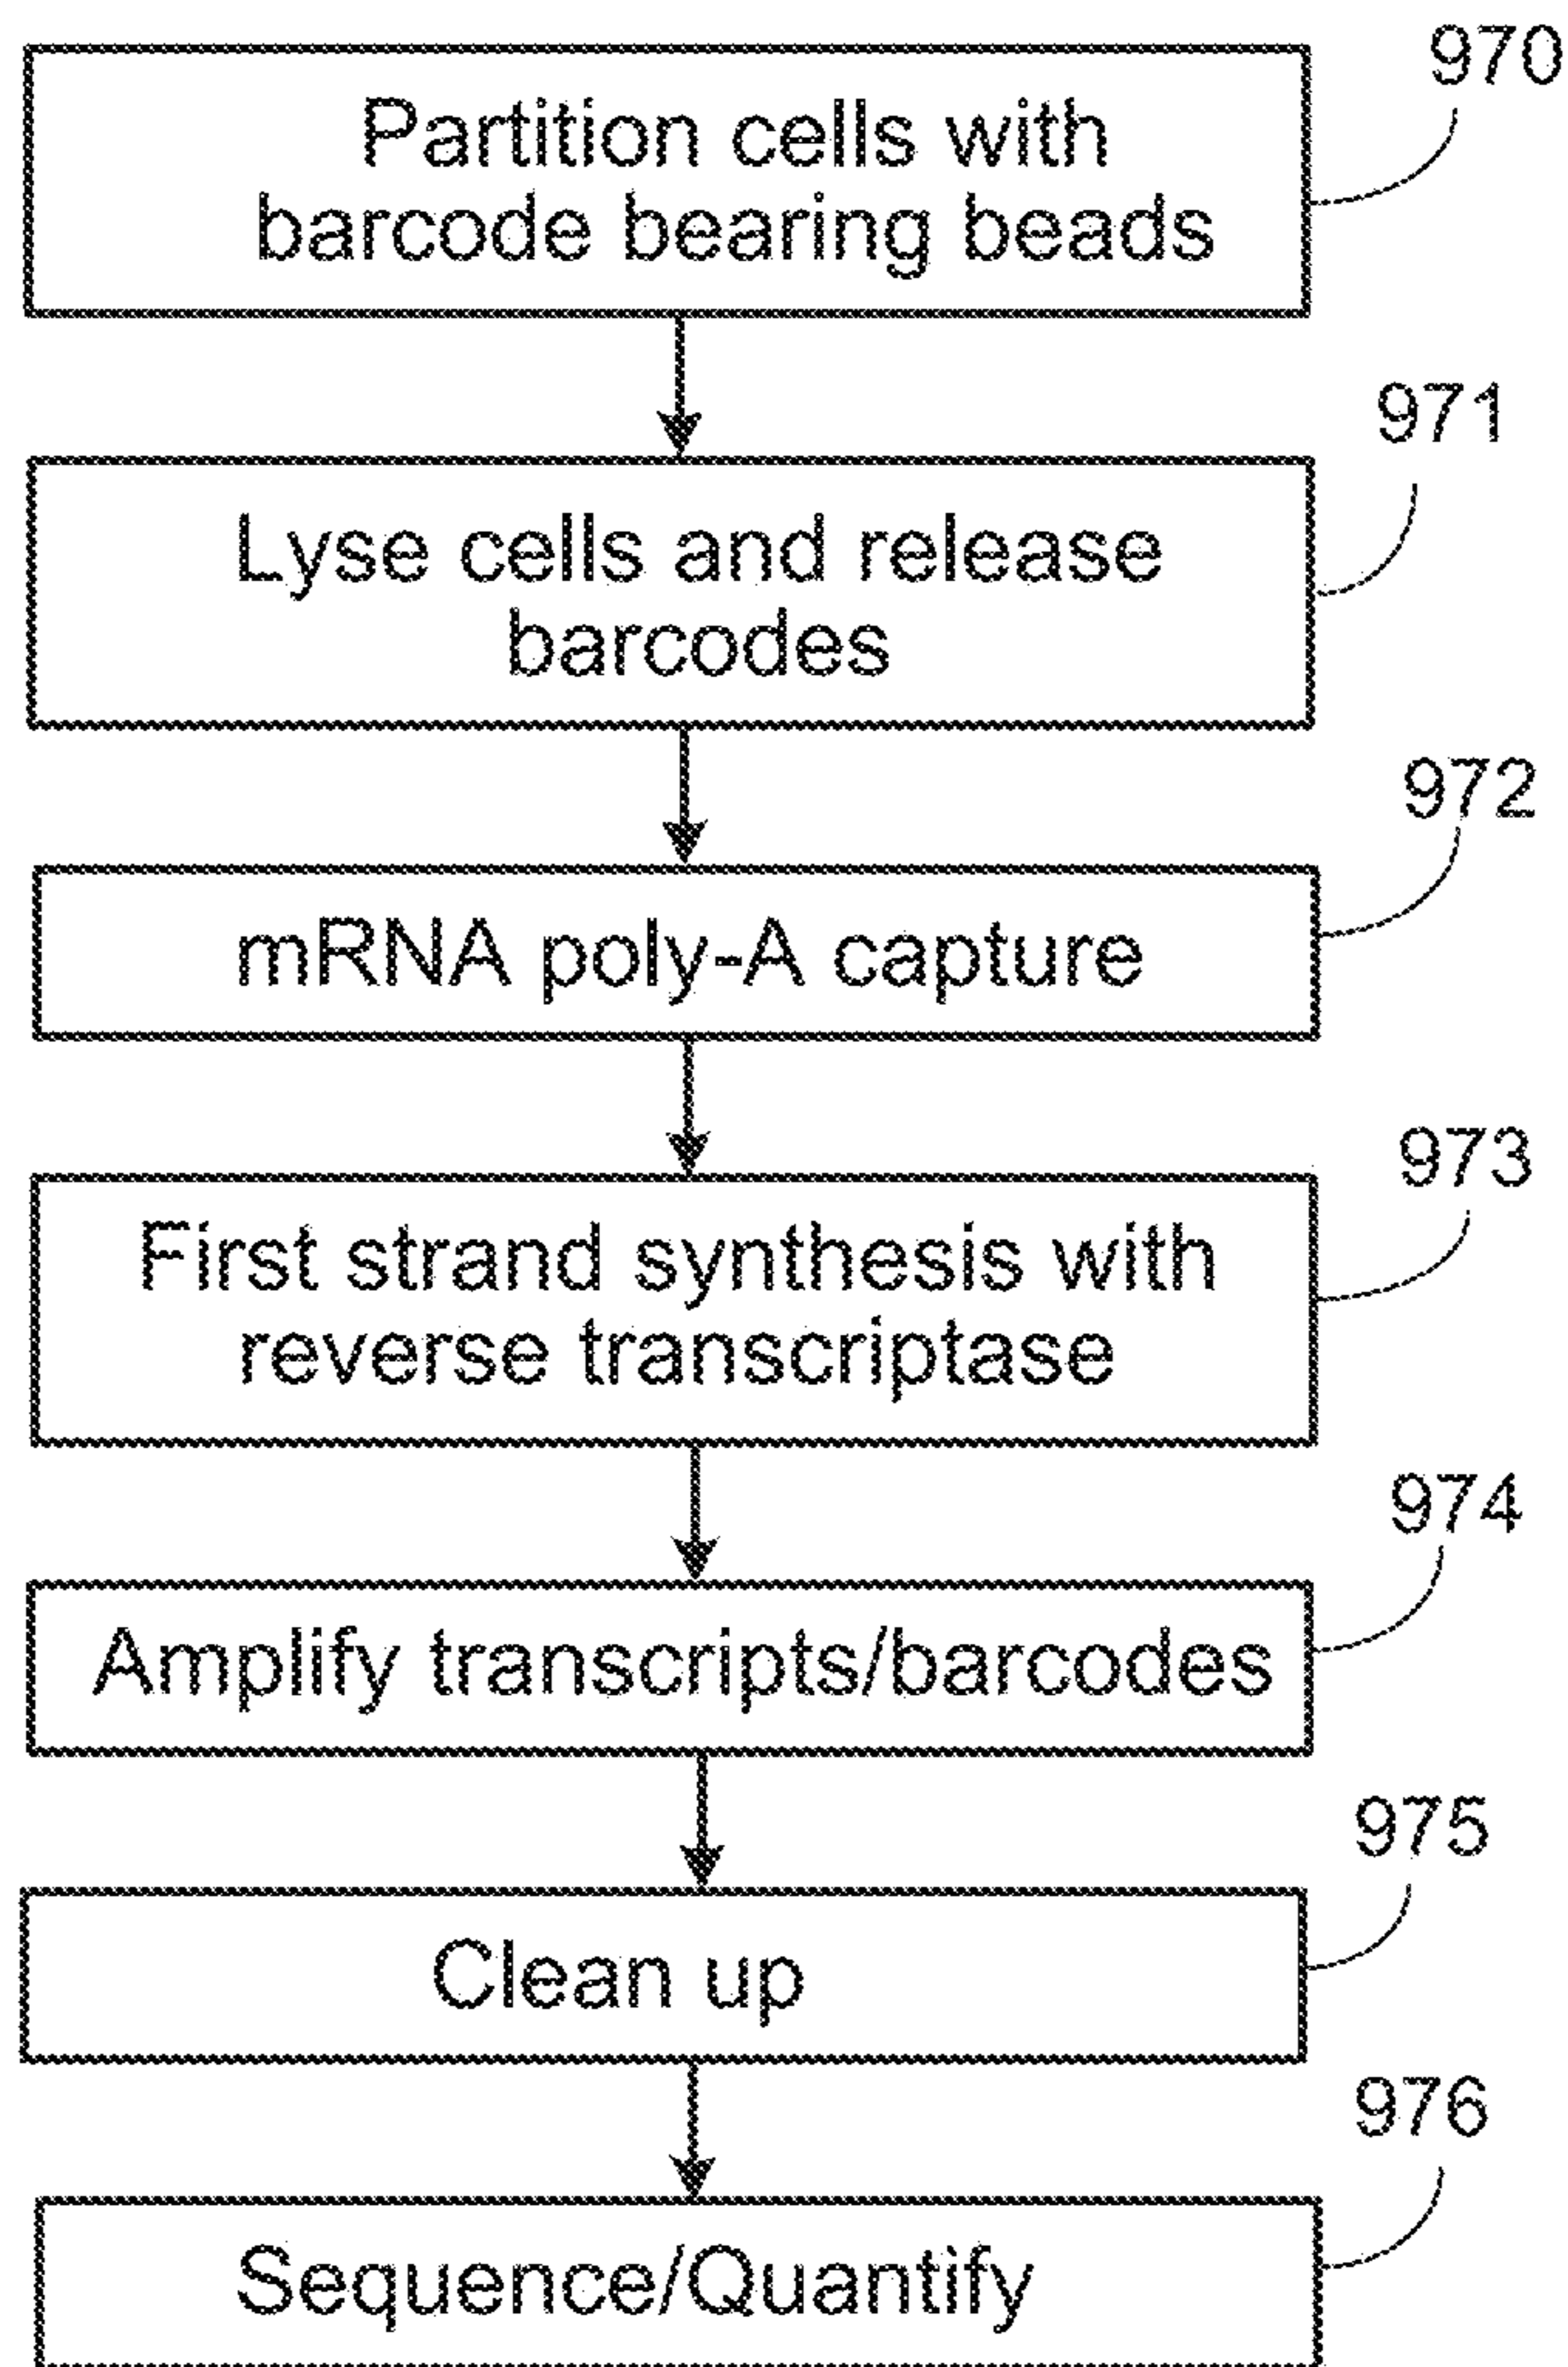 970
Partition cells with
barcode bearing beads
971
Lyse cells and release
barcodes
972
mRNA poly-A capture
973
First strand synthesis with
reverse transcriptase
974
Amplify transcripts/barcodes
975
Clean up
976
Sequence/Quantify